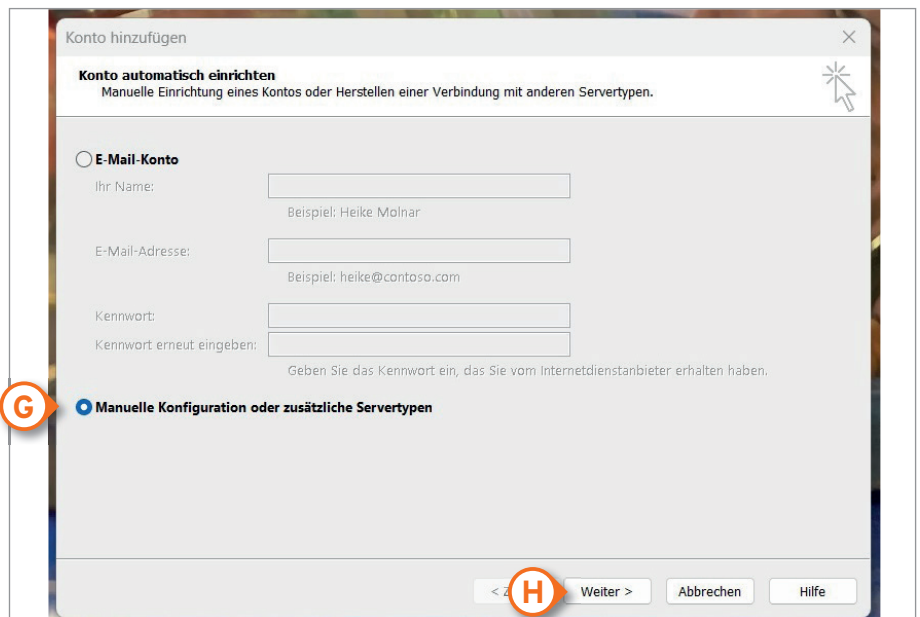 Konto hinzufügen
Konto automatisch einrichten
Manuelle Einrichtung eines Kontos oder Herstellen einer Verbindung mit anderen Servertypen.
E-Mail-Konto
Ihr Name:
Beispiel: Heike Molnar
E-Mail-Adresse:
Beispiel: heike@contoso.com
Kennwort:
Kennwort erneut eingeben:
Geben Sie das Kennwort ein, das Sie vom Internetdienstanbieter erhalten haben.
G Manuelle Konfiguration oder zusätzliche Servertypen
< H Weiter > Abbrechen Hilfe